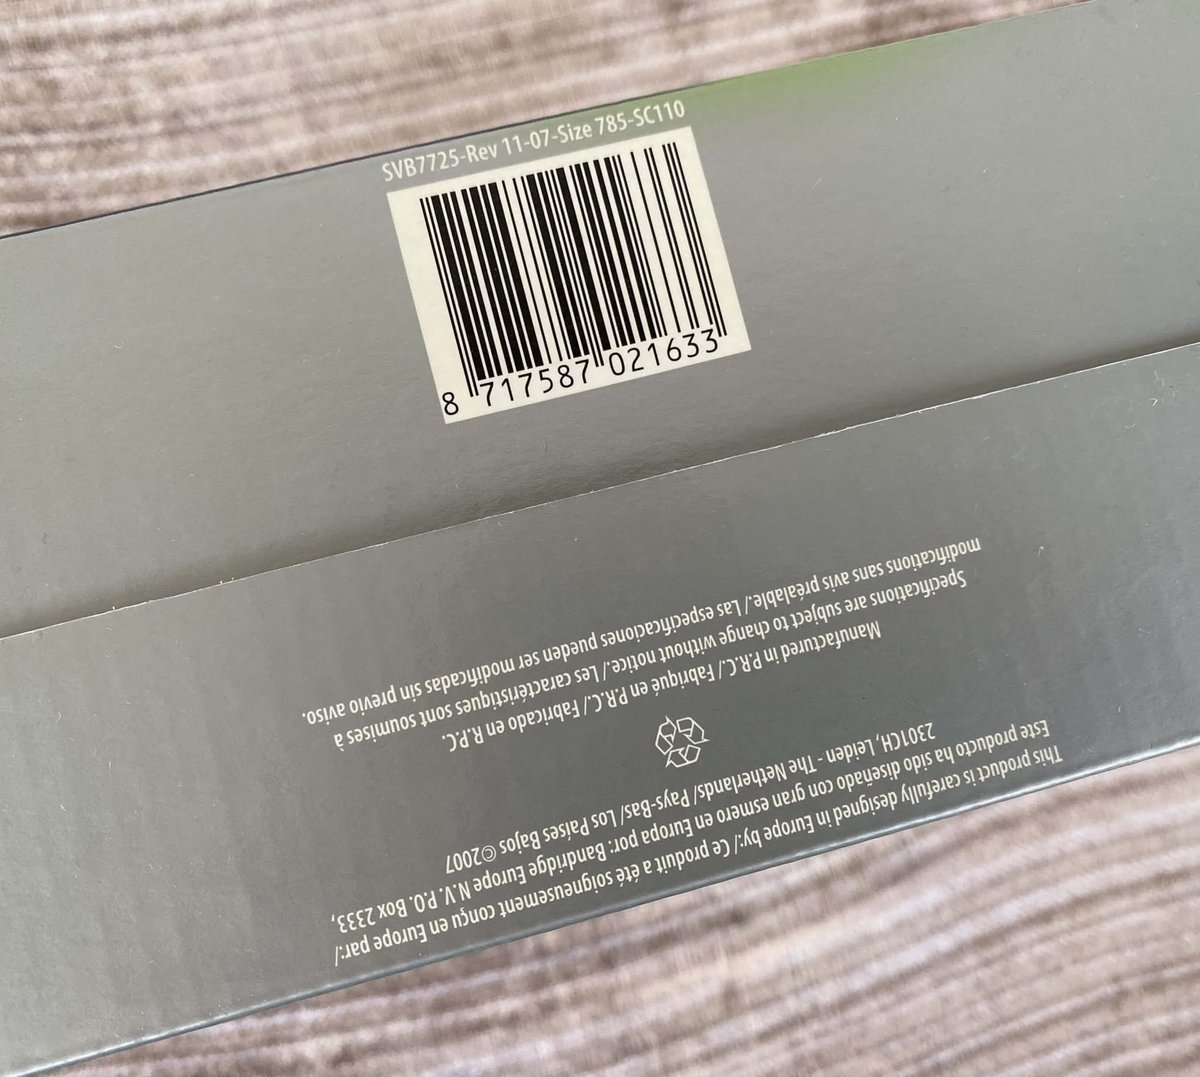 SVB7725-Rev 11-07-Size 785-SC110
8 717587 021633
This product is carefully designed in Europe by:/ Ce produit a été soigneusement conçu en Europe par:/
Este producto ha sido diseñado con gran esmero en Europa por: Bandridge Europe N.V. P.O. Box 2333,
2301CH, Leiden - The Netherlands/ Pays-Bas/ Los Países Bajos ©2007
Manufactured in P.R.C./ Fabriqué en P.R.C./ Fabricado en R.P.C.
Specifications are subject to change without notice./ Les caractéristiques sont soumises à
modifications sans avis préalable./ Las especificaciones pueden ser modificadas sin previo aviso.